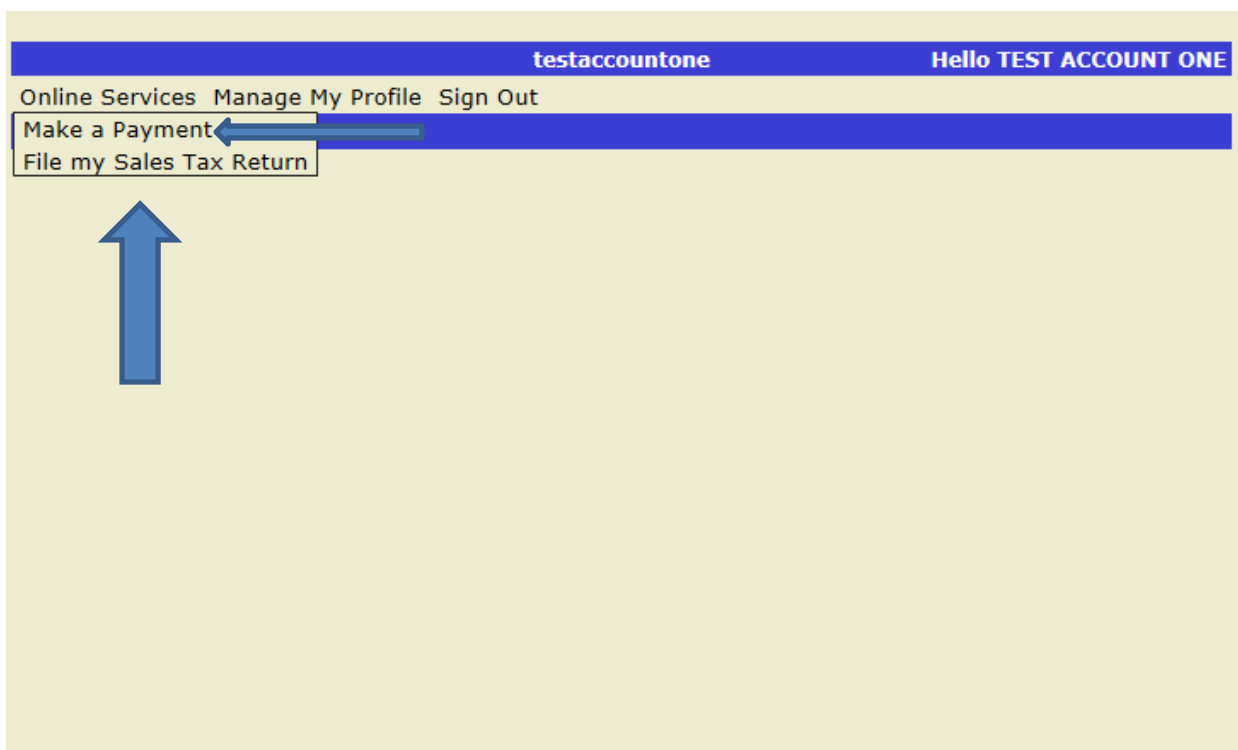 testaccountone Hello TEST ACCOUNT ONE
Online Services Manage My Profile Sign Out
Make a Payment
File my Sales Tax Return